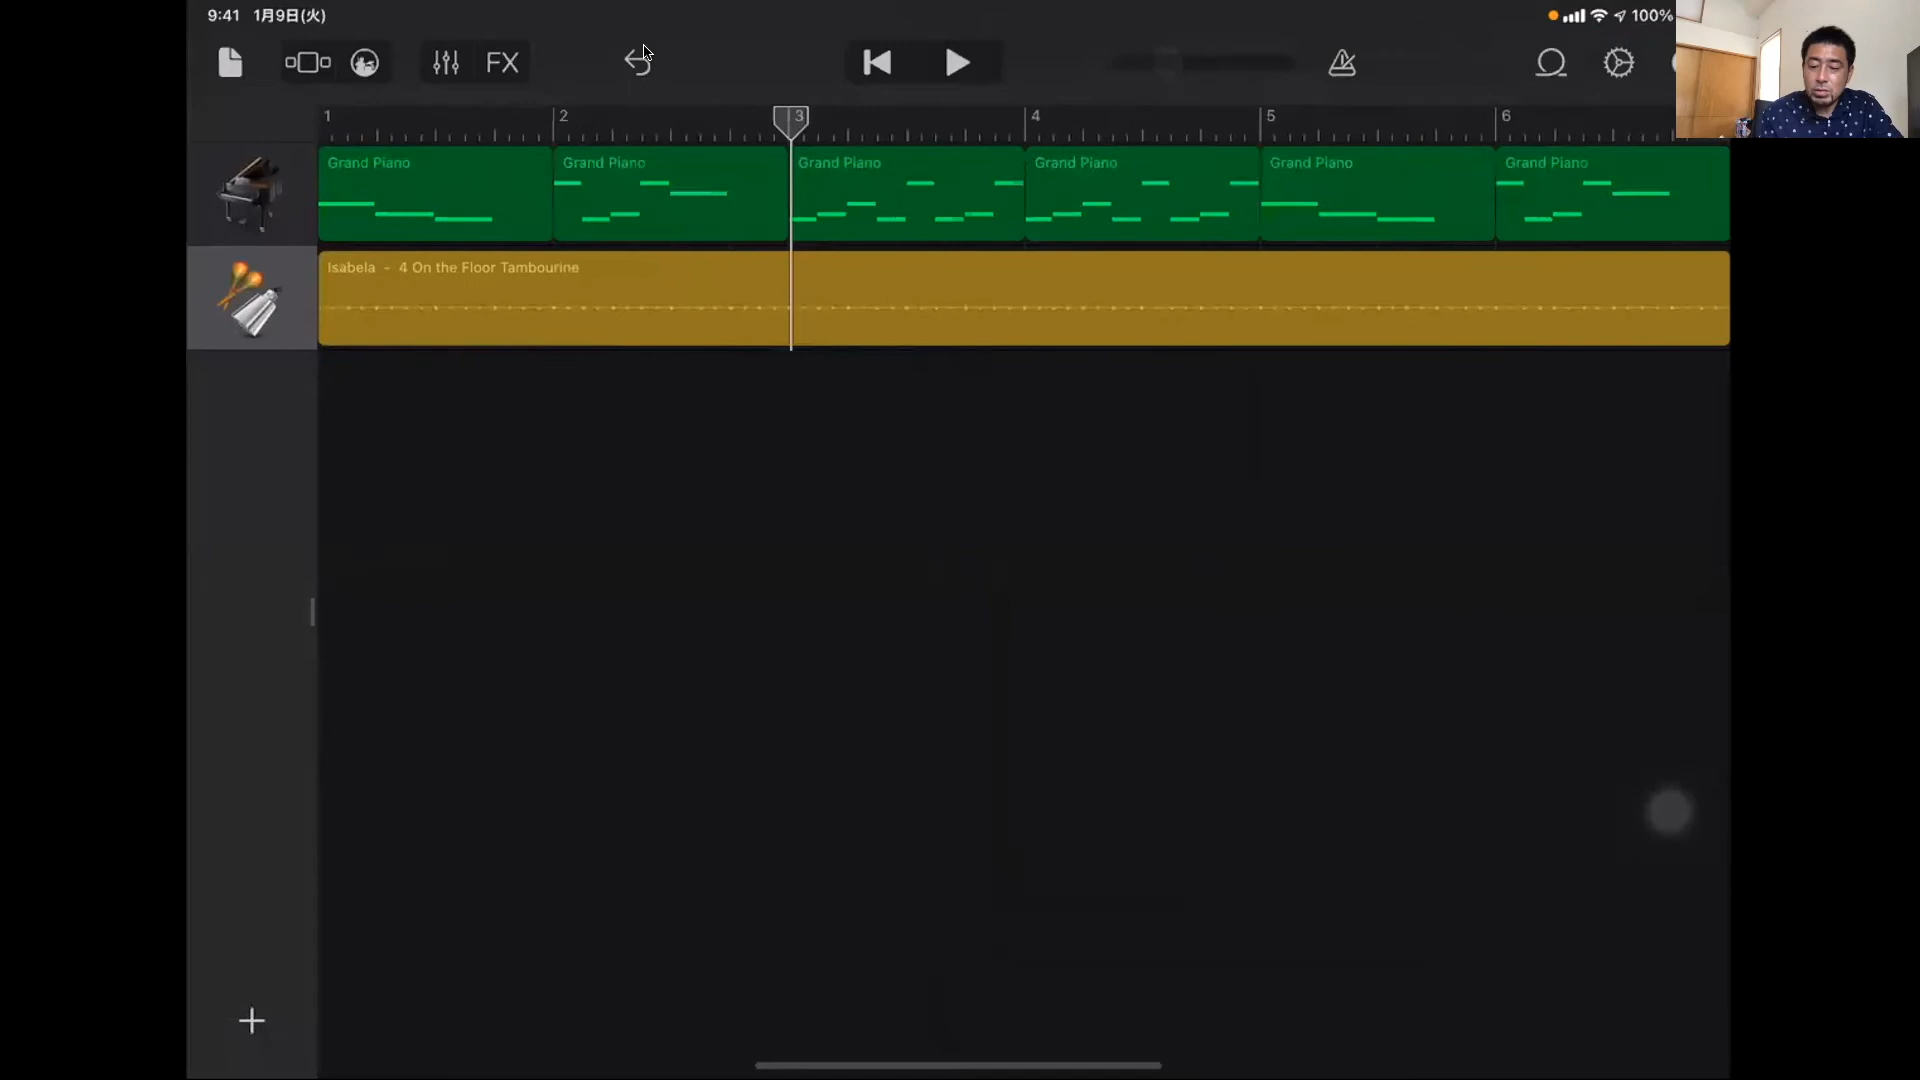 9:41 1月9日(火) 100%
FX
1 2 3 4 5 6
Grand Piano Grand Piano Grand Piano Grand Piano Grand Piano Grand Piano
Isabela - 4 On the Floor Tambourine